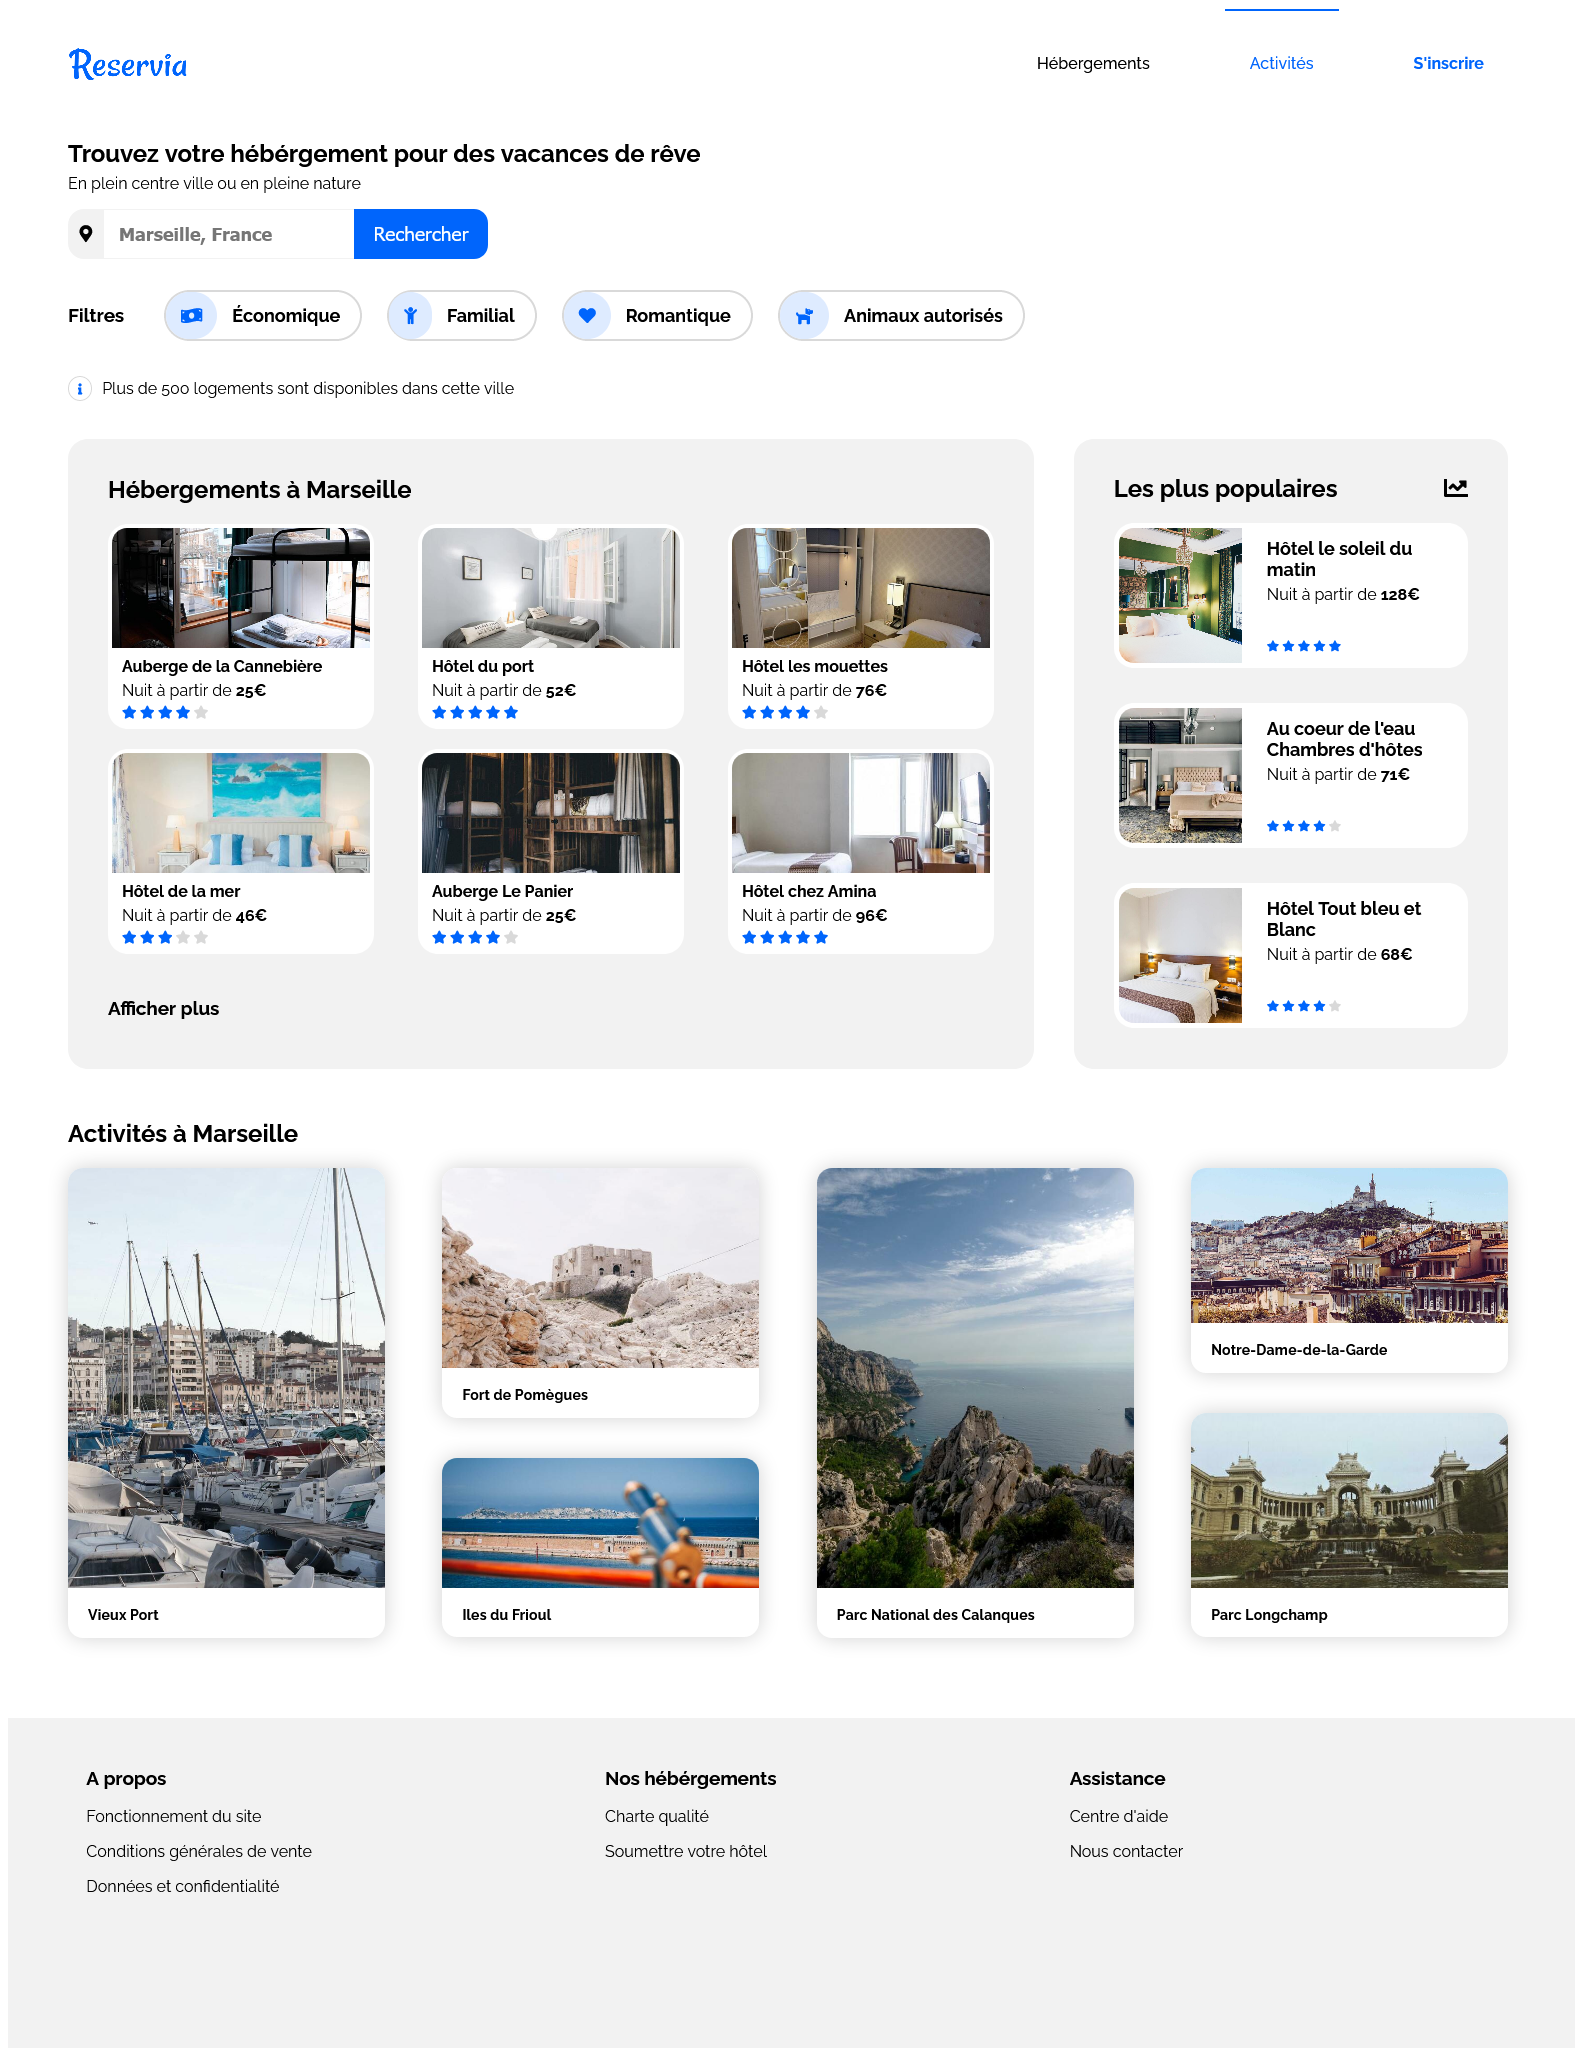 Reservia
Hébergements
Activités
S'inscrire
Trouvez votre hébérgement pour des vacances de rêve
En plein centre ville ou en pleine nature
Marseille, France
Rechercher
Filtres
Économique
Familial
Romantique
Animaux autorisés
Plus de 500 logements sont disponibles dans cette ville
Hébergements à Marseille
Auberge de la Cannebière
Nuit à partir de 25€
Hôtel du port
Nuit à partir de 52€
Hôtel les mouettes
Nuit à partir de 76€
Hôtel de la mer
Nuit à partir de 46€
Auberge Le Panier
Nuit à partir de 25€
Hôtel chez Amina
Nuit à partir de 96€
Afficher plus
Les plus populaires
Hôtel le soleil du
matin
Nuit à partir de 128€
Au coeur de l'eau
Chambres d'hôtes
Nuit à partir de 71€
Hôtel Tout bleu et
Blanc
Nuit à partir de 68€
Activités à Marseille
Vieux Port
Fort de Pomègues
Iles du Frioul
Parc National des Calanques
Notre-Dame-de-la-Garde
Parc Longchamp
A propos
Fonctionnement du site
Conditions générales de vente
Données et confidentialité
Nos hébérgements
Charte qualité
Soumettre votre hôtel
Assistance
Centre d'aide
Nous contacter